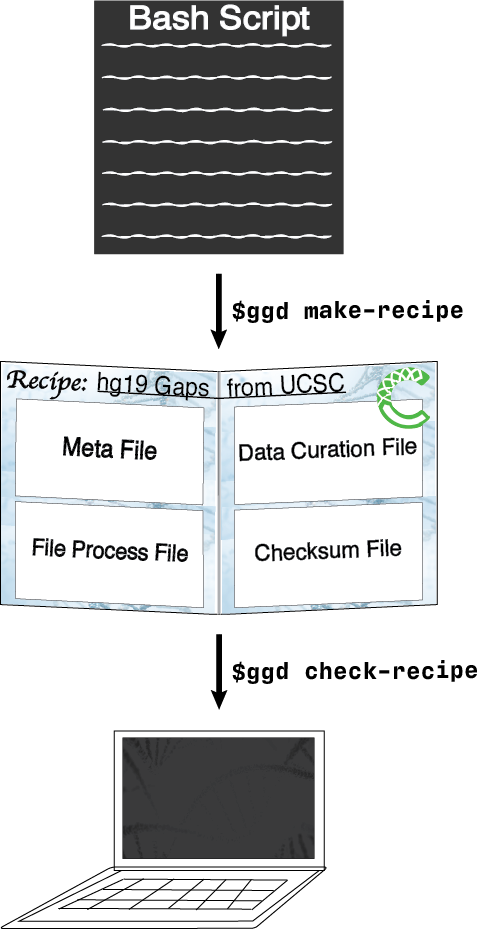 Bash Script
$ggd make-recipe
Recipe: hg19 Gaps from UCSC
Meta File
Data Curation File
File Process File
Checksum File
$ggd check-recipe